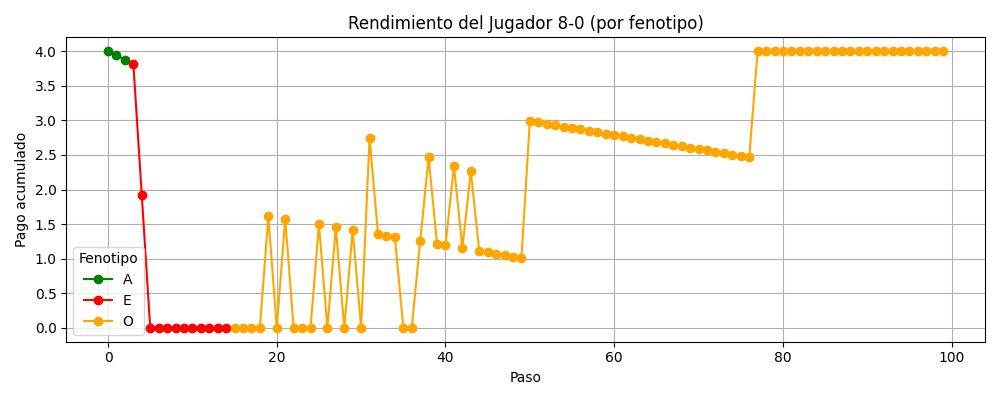 Rendimiento del Jugador 8-0 (por fenotipo)
Pago acumulado
4.0
3.5
3.0
2.5
2.0
1.5
1.0
0.5
0.0
Fenotipo
A
E
O
0 20 40 60 80 100
Paso